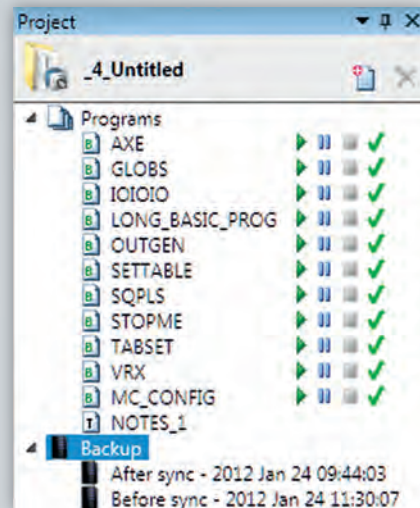 Project
_4_Untitled
Programs
B AXE
B GLOBS
B IOIOIO
B LONG_BASIC_PROG
B OUTGEN
B SETTABLE
B SQPLS
B STOPME
B TABSET
B VRX
B MC_CONFIG
T NOTES_1
Backup
After sync - 2012 Jan 24 09:44:03
Before sync - 2012 Jan 24 11:30:07